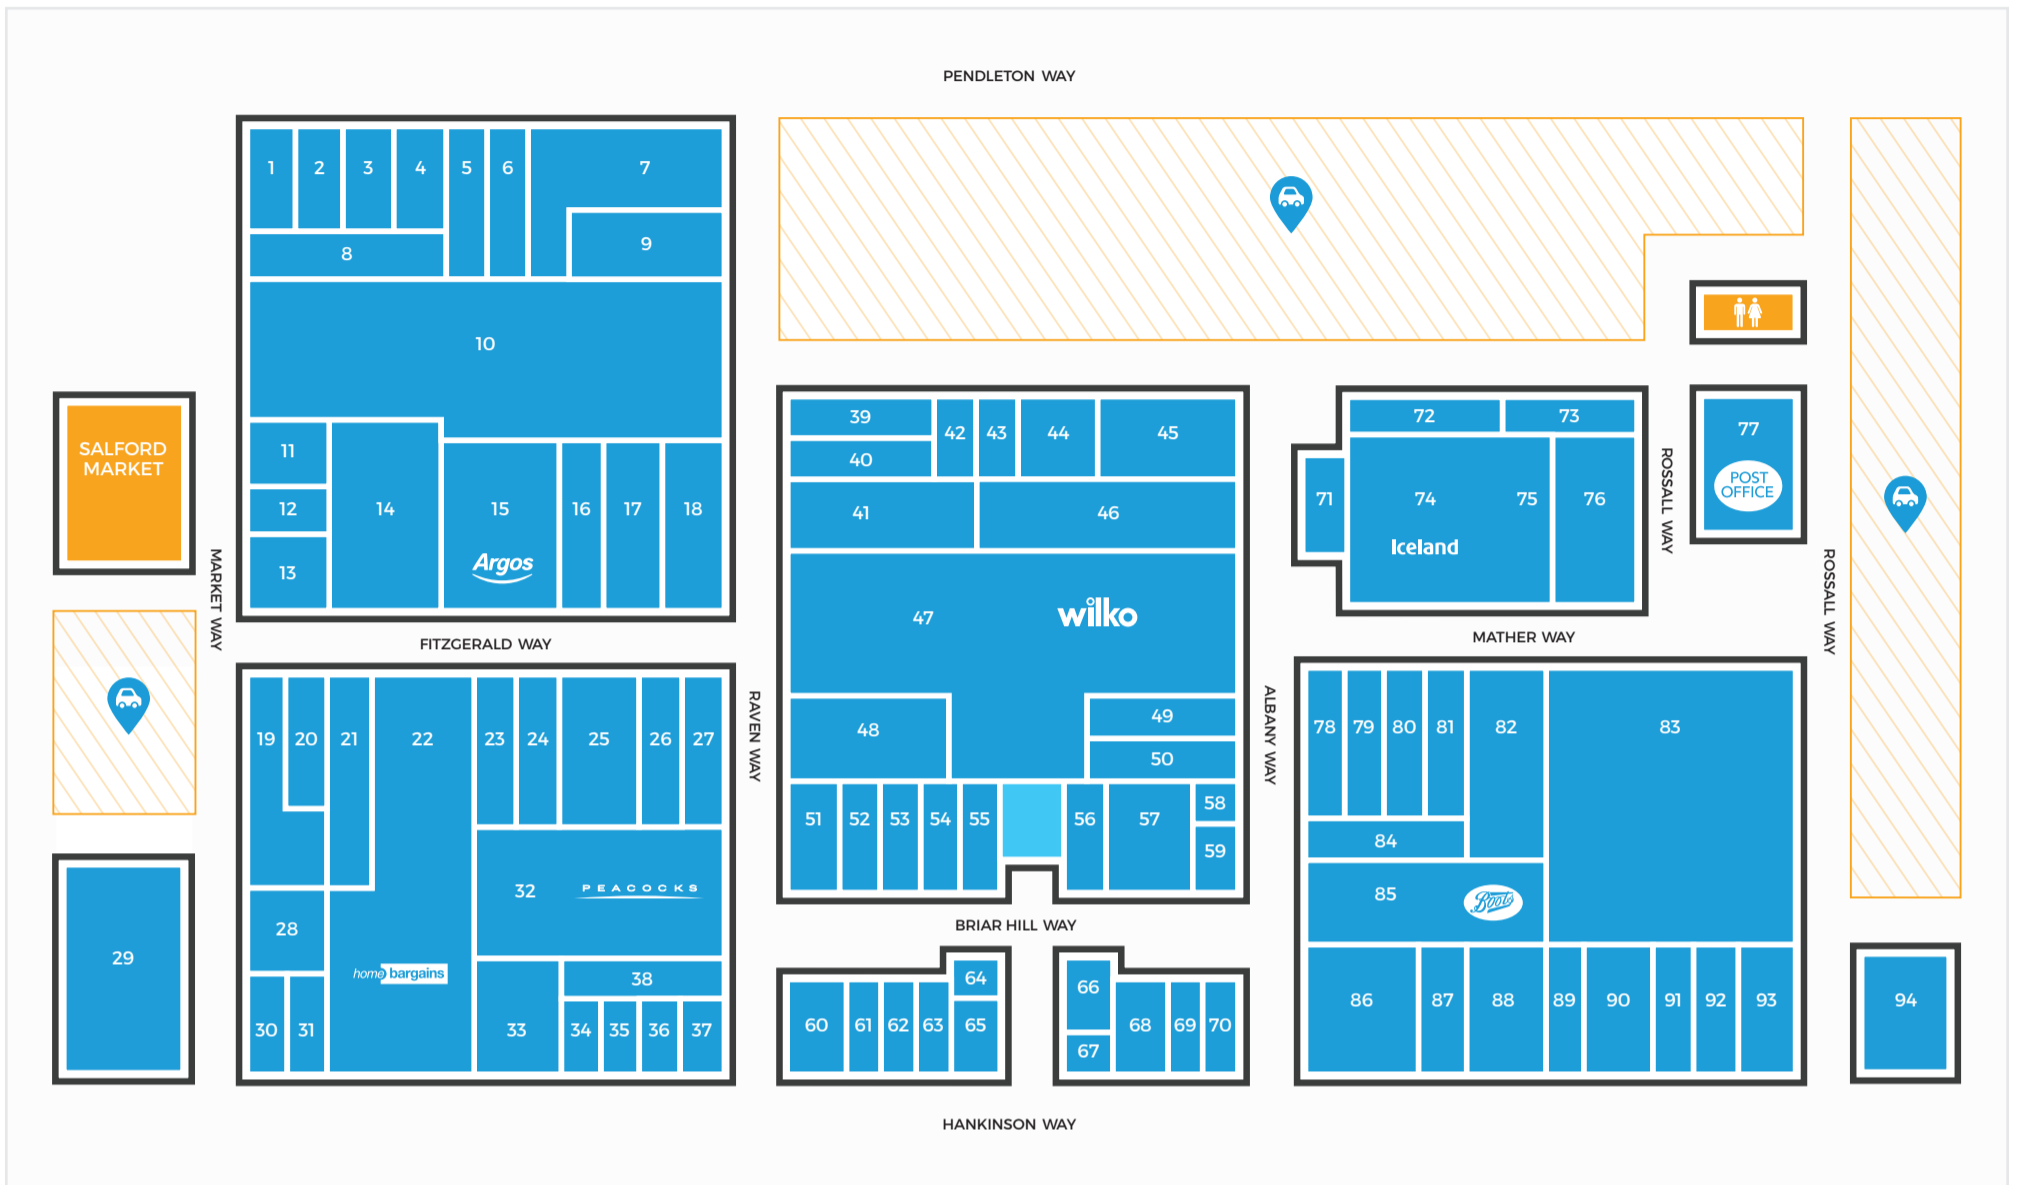 PENDLETON WAY
1 2 3 4 5 6 7
8
9
10
11
12
13
14
15
Argos
16 17 18
SALFORD
MARKET
MARKET WAY
FITZGERALD WAY
19 20 21 22 23 24 25 26 27
28
home bargains
29
30 31
32
PEACOCKS
33
38
34 35 36 37
RAVEN WAY
39
40
42 43 44 45
41
46
47
wilko
48
49
50
51 52 53 54 55 56 57 58
59
BRIAR HILL WAY
60 61 62 63 64
65
66
67
68 69 70
ALBANY WAY
71
72 73
74 75 76
Iceland
ROSSALL WAY
77
POST
OFFICE
MATHER WAY
ROSSALL WAY
78 79 80 81 82 83
84
85
Boots
86 87 88 89 90 91 92 93
94
HANKINSON WAY